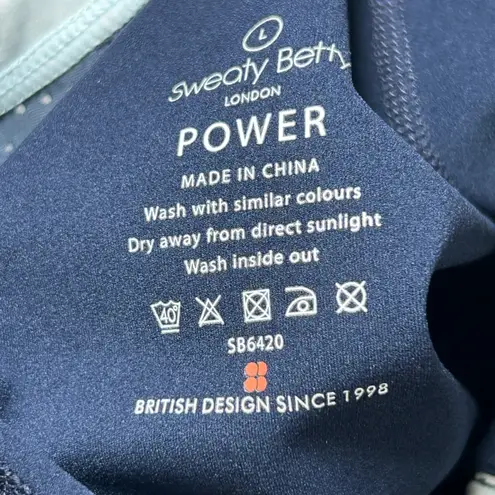 L
Sweaty Betty
LONDON
POWER
MADE IN CHINA
Wash with similar colours
Dry away from direct sunlight
Wash inside out
40°
SB6420
BRITISH DESIGN SINCE 1998